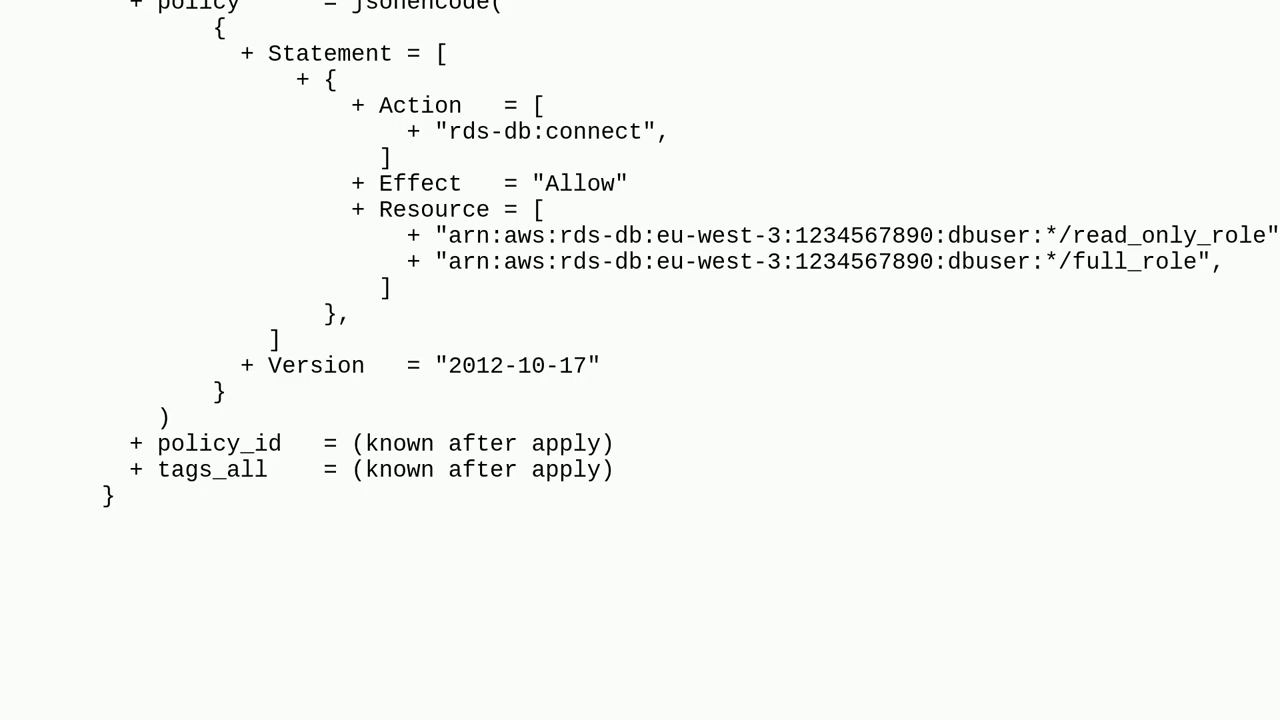 + policy      = jsonencode(
{
+ Statement = [
+ {
+ Action   = [
+ "rds-db:connect",
]
+ Effect   = "Allow"
+ Resource = [
+ "arn:aws:rds-db:eu-west-3:1234567890:dbuser:*/read_only_role"
+ "arn:aws:rds-db:eu-west-3:1234567890:dbuser:*/full_role",
]
},
]
+ Version   = "2012-10-17"
}
)
+ policy_id   = (known after apply)
+ tags_all    = (known after apply)
}